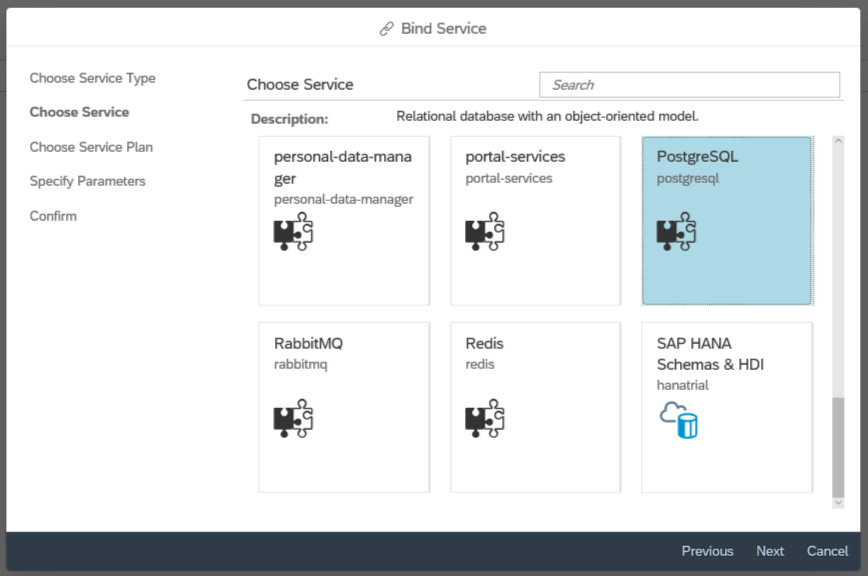 Bind Service
Choose Service Type
Choose Service
Choose Service Plan
Specify Parameters
Confirm
Choose Service
Search
Description:
Relational database with an object-oriented model.
personal-data-mana
ger
personal-data-manager
portal-services
portal-services
PostgreSQL
postgresql
RabbitMQ
rabbitmq
Redis
redis
SAP HANA
Schemas & HDI
hanatrial
Previous
Next
Cancel